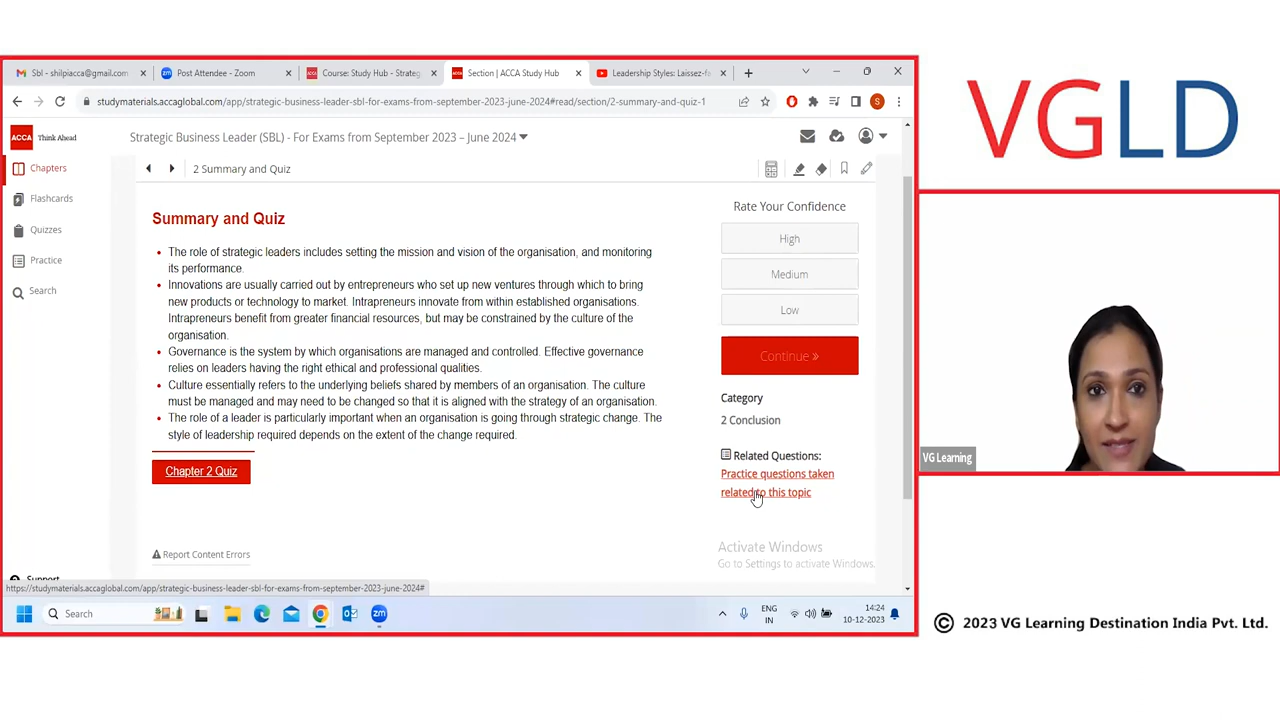 Sbl - shilpiacca@gmail.com
Post Attendee - Zoom
Course: Study Hub - Strateg
Section | ACCA Study Hub
Leadership Styles: Laissez-f
studymaterials.accaglobal.com/app/strategic-business-leader-sbl-for-exams-from-september-2023-june-2024#read/section/2-summary-and-quiz-1
S
ACCA
Think Ahead
Strategic Business Leader (SBL) - For Exams from September 2023 – June 2024
Chapters
Flashcards
Quizzes
Practice
Search
Support
2 Summary and Quiz
Summary and Quiz
• The role of strategic leaders includes setting the mission and vision of the organisation, and monitoring
its performance.
• Innovations are usually carried out by entrepreneurs who set up new ventures through which to bring
new products or technology to market. Intrapreneurs innovate from within established organisations.
Intrapreneurs benefit from greater financial resources, but may be constrained by the culture of the
organisation.
• Governance is the system by which organisations are managed and controlled. Effective governance
relies on leaders having the right ethical and professional qualities.
• Culture essentially refers to the underlying beliefs shared by members of an organisation. The culture
must be managed and may need to be changed so that it is aligned with the strategy of an organisation.
• The role of a leader is particularly important when an organisation is going through strategic change. The
style of leadership required depends on the extent of the change required.
Chapter 2 Quiz
Report Content Errors
Rate Your Confidence
High
Medium
Low
Continue »
Category
2 Conclusion
Related Questions:
Practice questions taken
related to this topic
Activate Windows
Go to Settings to activate Windows.
https://studymaterials.accaglobal.com/app/strategic-business-leader-sbl-for-exams-from-september-2023-june-2024#
Search
zm
ENG
IN
14:24
10-12-2023
VGLD
VG Learning
© 2023 VG Learning Destination India Pvt. Ltd.